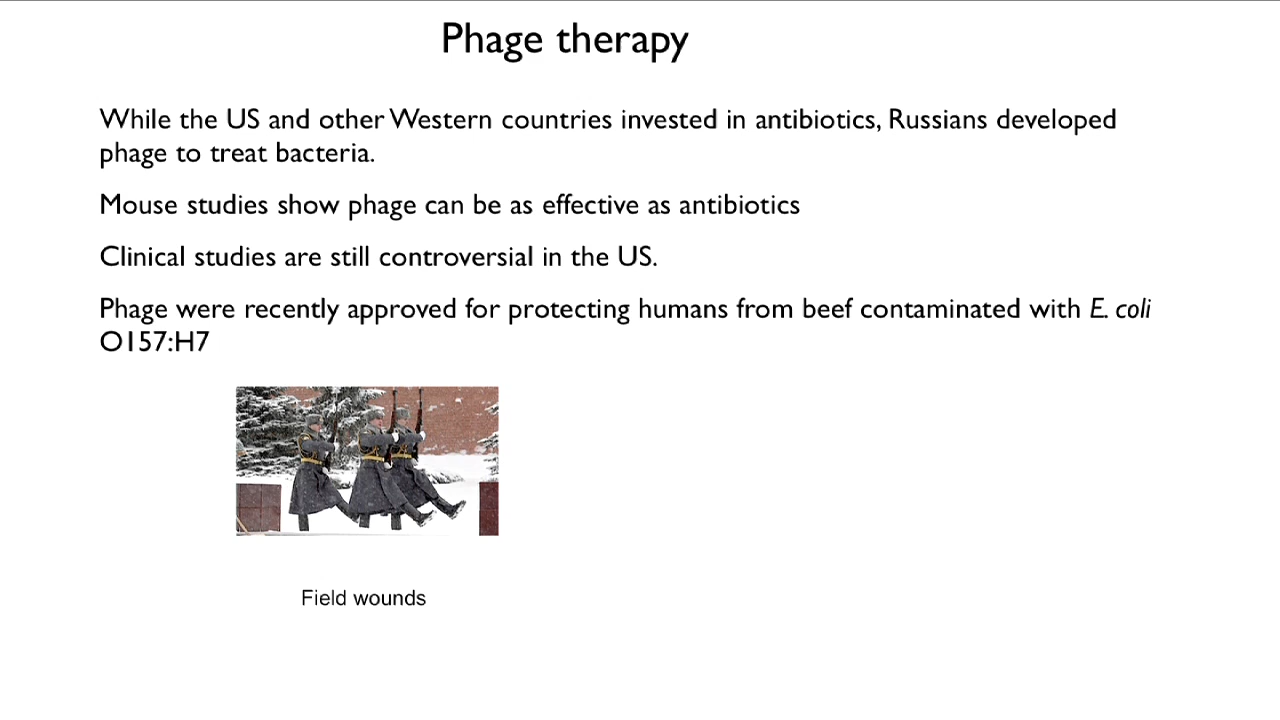 Phage therapy
While the US and other Western countries invested in antibiotics, Russians developed
phage to treat bacteria.
Mouse studies show phage can be as effective as antibiotics
Clinical studies are still controversial in the US.
Phage were recently approved for protecting humans from beef contaminated with E. coli
O157:H7
Field wounds